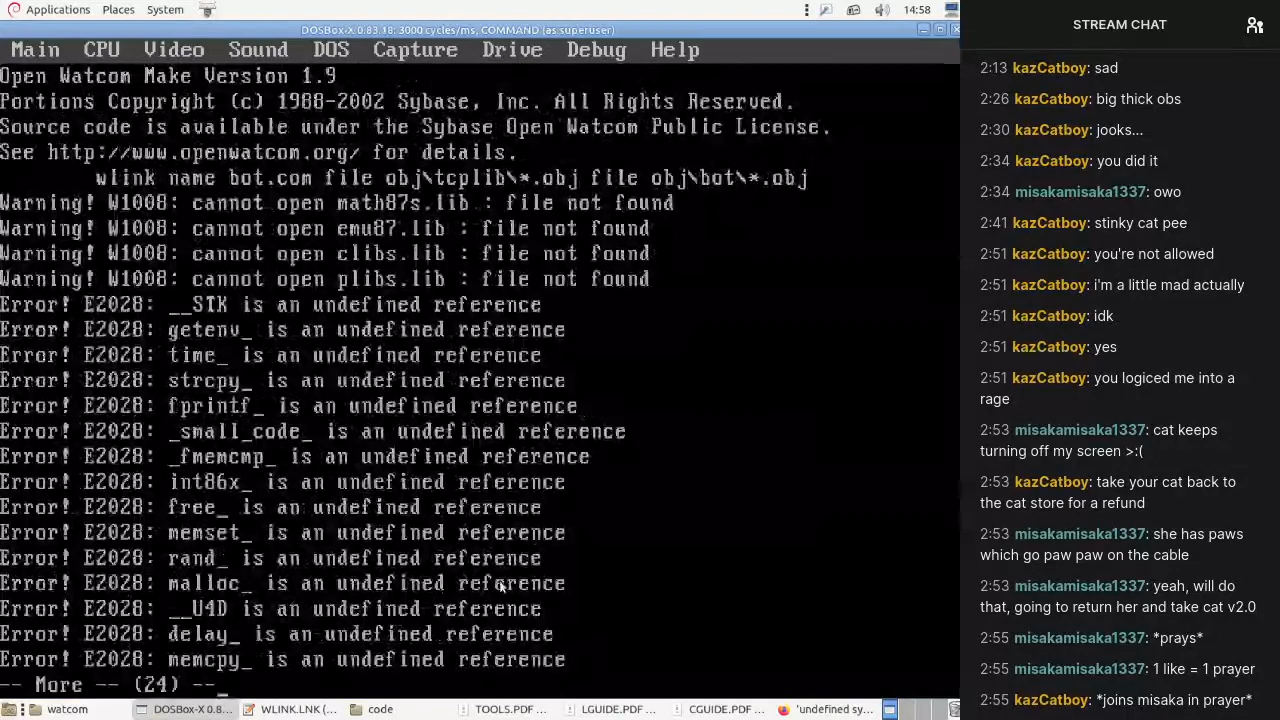 Applications Places System
14:58
DOSBox-X 0.83.18: 3000 cycles/ms, COMMAND (as superuser)
Main CPU Video Sound DOS Capture Drive Debug Help
Open Watcom Make Version 1.9
Portions Copyright (c) 1988-2002 Sybase, Inc. All Rights Reserved.
Source code is available under the Sybase Open Watcom Public License.
See http://www.openwatcom.org/ for details.
wlink name bot.com file obj\tcplib\*.obj file obj\bot\*.obj
Warning! W1008: cannot open math87s.lib : file not found
Warning! W1008: cannot open emu87.lib : file not found
Warning! W1008: cannot open clibs.lib : file not found
Warning! W1008: cannot open plibs.lib : file not found
Error! E2028: __STK is an undefined reference
Error! E2028: getenv_ is an undefined reference
Error! E2028: time_ is an undefined reference
Error! E2028: strcpy_ is an undefined reference
Error! E2028: fprintf_ is an undefined reference
Error! E2028: _small_code_ is an undefined reference
Error! E2028: _fmemcmp_ is an undefined reference
Error! E2028: int86x_ is an undefined reference
Error! E2028: free_ is an undefined reference
Error! E2028: memset_ is an undefined reference
Error! E2028: rand_ is an undefined reference
Error! E2028: malloc_ is an undefined reference
Error! E2028: __U4D is an undefined reference
Error! E2028: delay_ is an undefined reference
Error! E2028: memcpy_ is an undefined reference
-- More -- (24) --_
watcom
DOSBox-X 0.8...
WLINK.LNK (...
code
TOOLS.PDF ...
LGUIDE.PDF ...
CGUIDE.PDF ...
'undefined sy...
STREAM CHAT
2:13 kazCatboy: sad
2:26 kazCatboy: big thick obs
2:30 kazCatboy: jooks...
2:34 kazCatboy: you did it
2:34 misakamisaka1337: owo
2:41 kazCatboy: stinky cat pee
2:51 kazCatboy: you're not allowed
2:51 kazCatboy: i'm a little mad actually
2:51 kazCatboy: idk
2:51 kazCatboy: yes
2:51 kazCatboy: you logiced me into a
rage
2:53 misakamisaka1337: cat keeps
turning off my screen >:(
2:53 kazCatboy: take your cat back to
the cat store for a refund
2:53 misakamisaka1337: she has paws
which go paw paw on the cable
2:53 misakamisaka1337: yeah, will do
that, going to return her and take cat v2.0
2:55 misakamisaka1337: *prays*
2:55 misakamisaka1337: 1 like = 1 prayer
2:55 kazCatboy: *joins misaka in prayer*